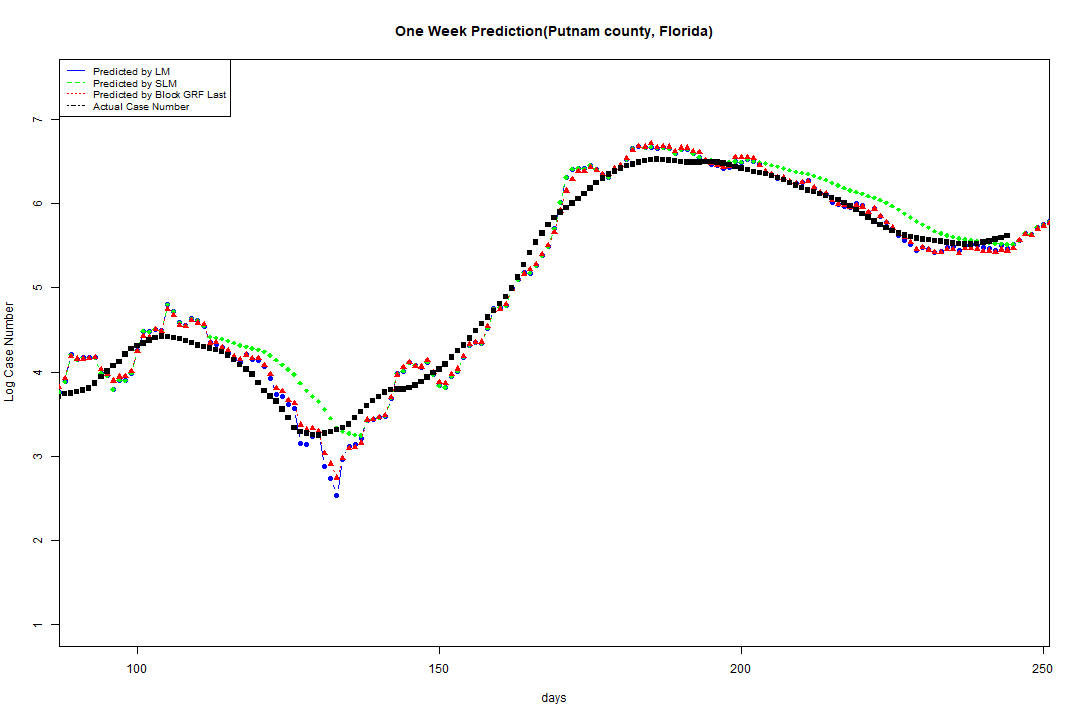 One Week Prediction(Putnam county, Florida)
Predicted by LM
Predicted by SLM
Predicted by Block GRF Last
Actual Case Number
7
6
5
4
3
2
1
Log Case Number
100 150 200 250
days